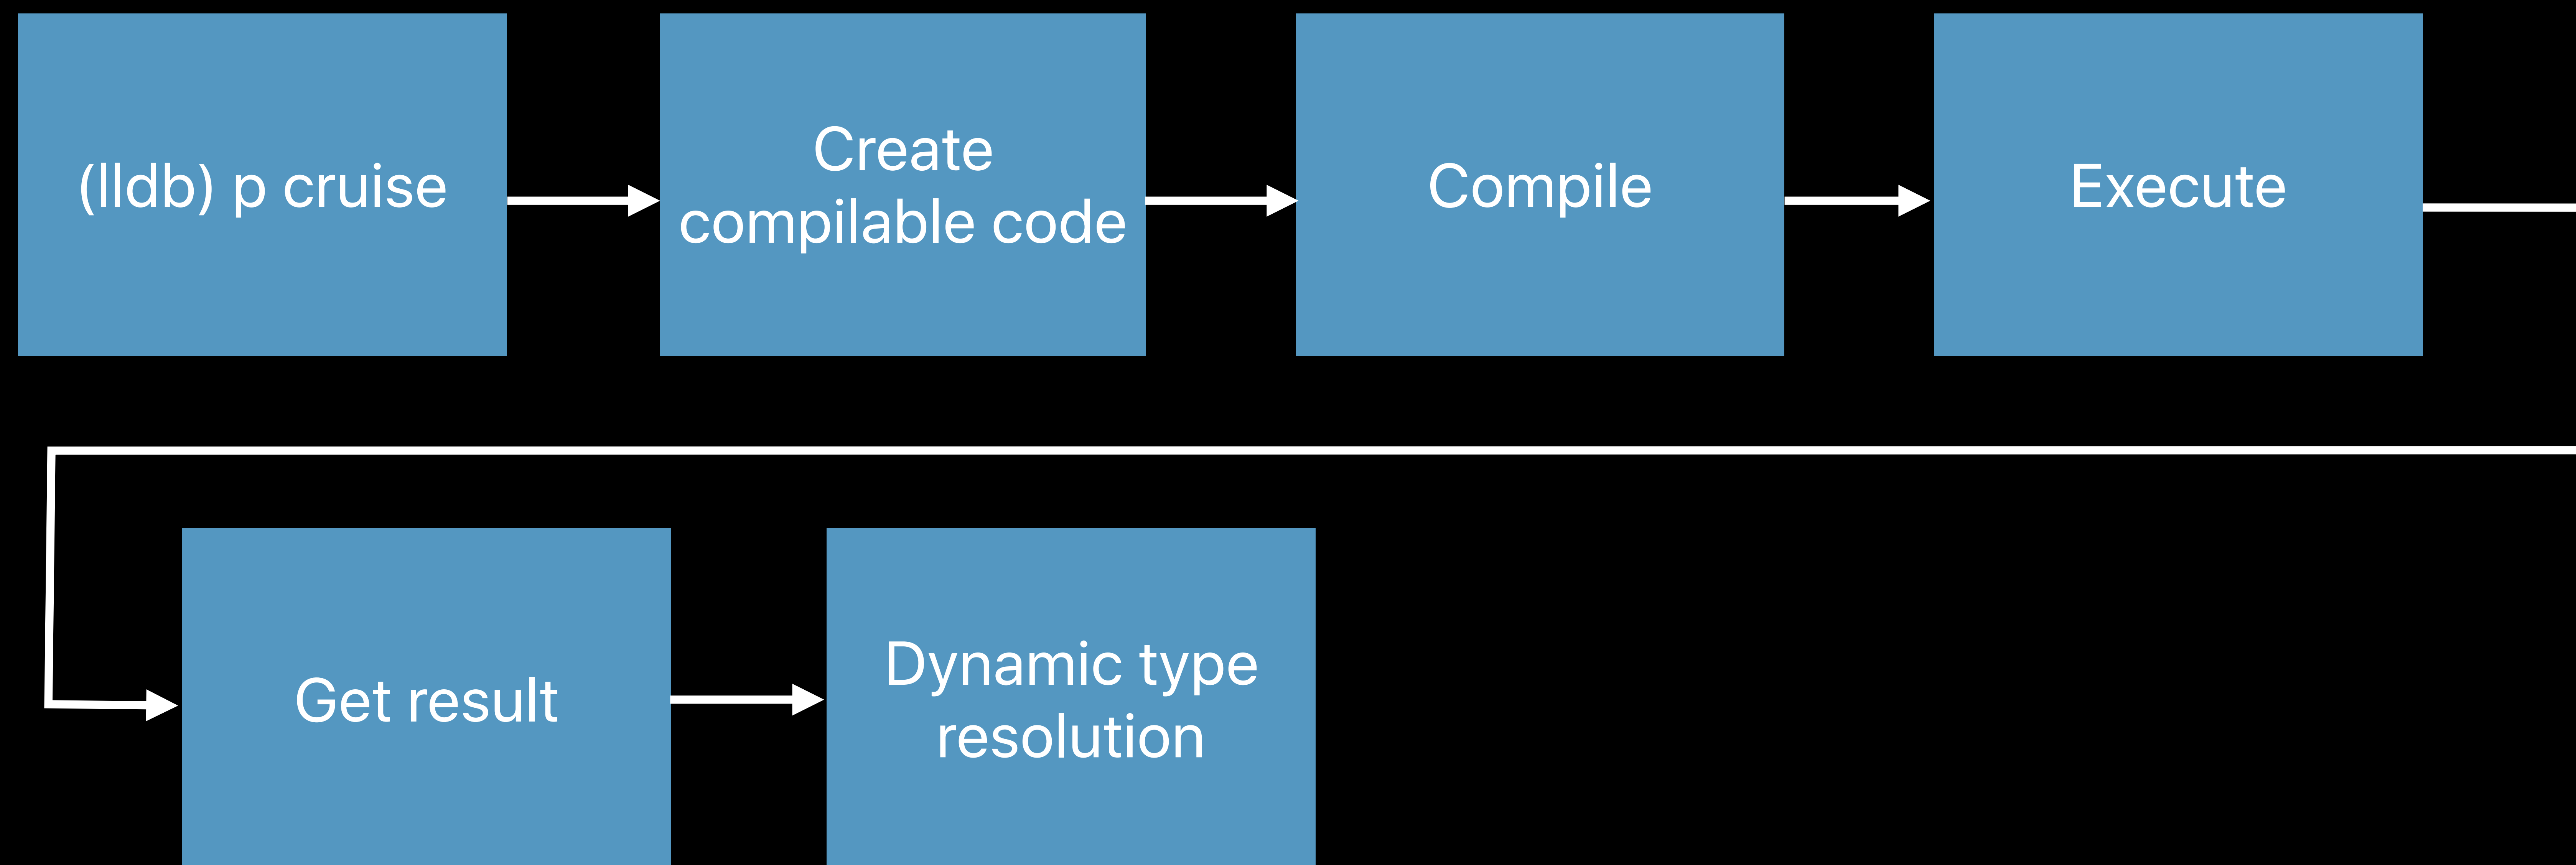 (lldb) p cruise
Create
compilable code
Compile
Execute
Get result
Dynamic type
resolution